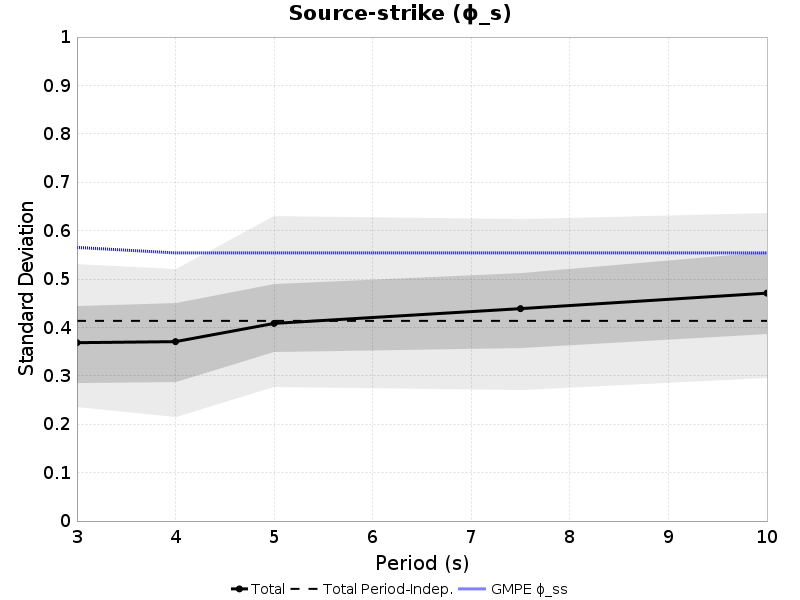 Source-strike (ϕ_s)
Standard Deviation
1
0.9
0.8
0.7
0.6
0.5
0.4
0.3
0.2
0.1
0
3 4 5 6 7 8 9 10
Period (s)
Total Total Period-Indep. GMPE ϕ_ss